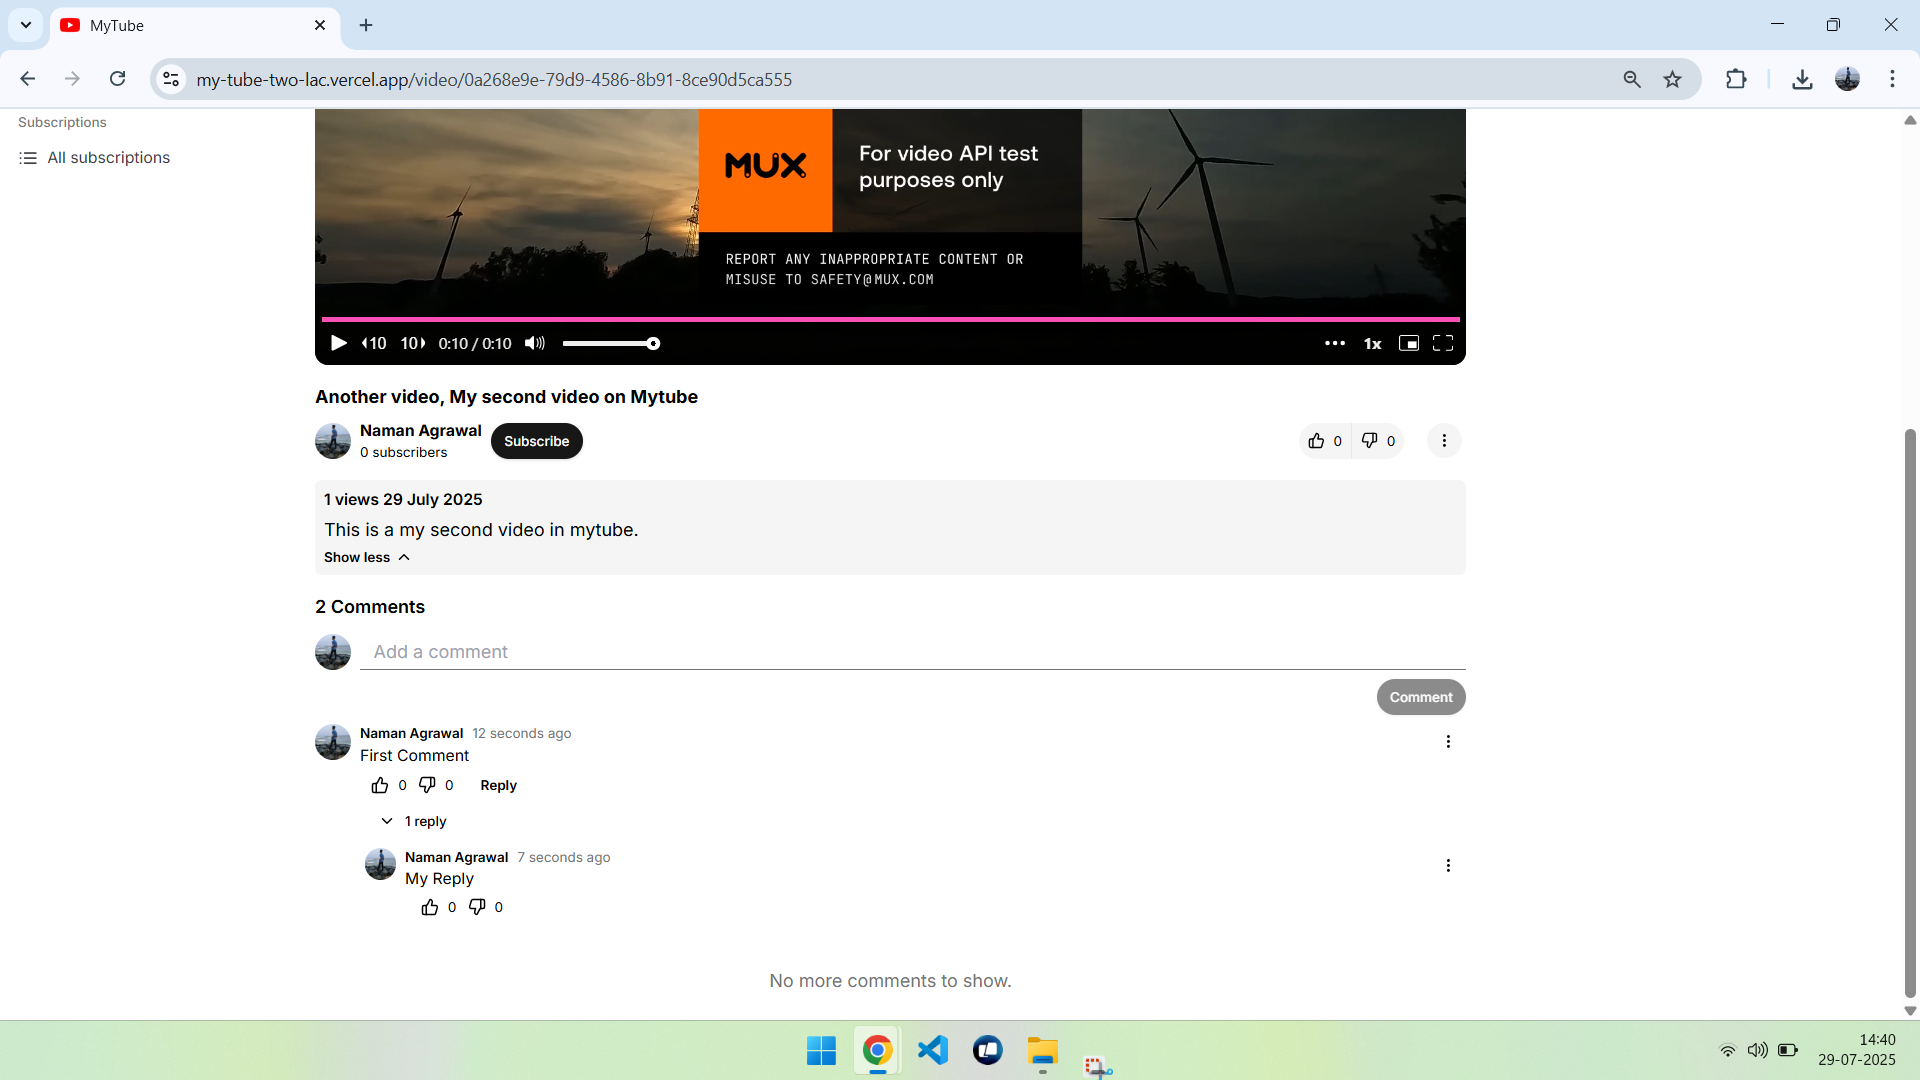 MyTube
my-tube-two-lac.vercel.app/video/0a268e9e-79d9-4586-8b91-8ce90d5ca555
Subscriptions
All subscriptions
MUX
For video API test
purposes only
REPORT ANY INAPPROPRIATE CONTENT OR
MISUSE TO SAFETY@MUX.COM
10 10 0:10 / 0:10 1x
Another video, My second video on Mytube
Naman Agrawal
0 subscribers
Subscribe
0 0
1 views 29 July 2025
This is a my second video in mytube.
Show less
2 Comments
Add a comment
Comment
Naman Agrawal 12 seconds ago
First Comment
0 0 Reply
1 reply
Naman Agrawal 7 seconds ago
My Reply
0 0
No more comments to show.
14:40
29-07-2025